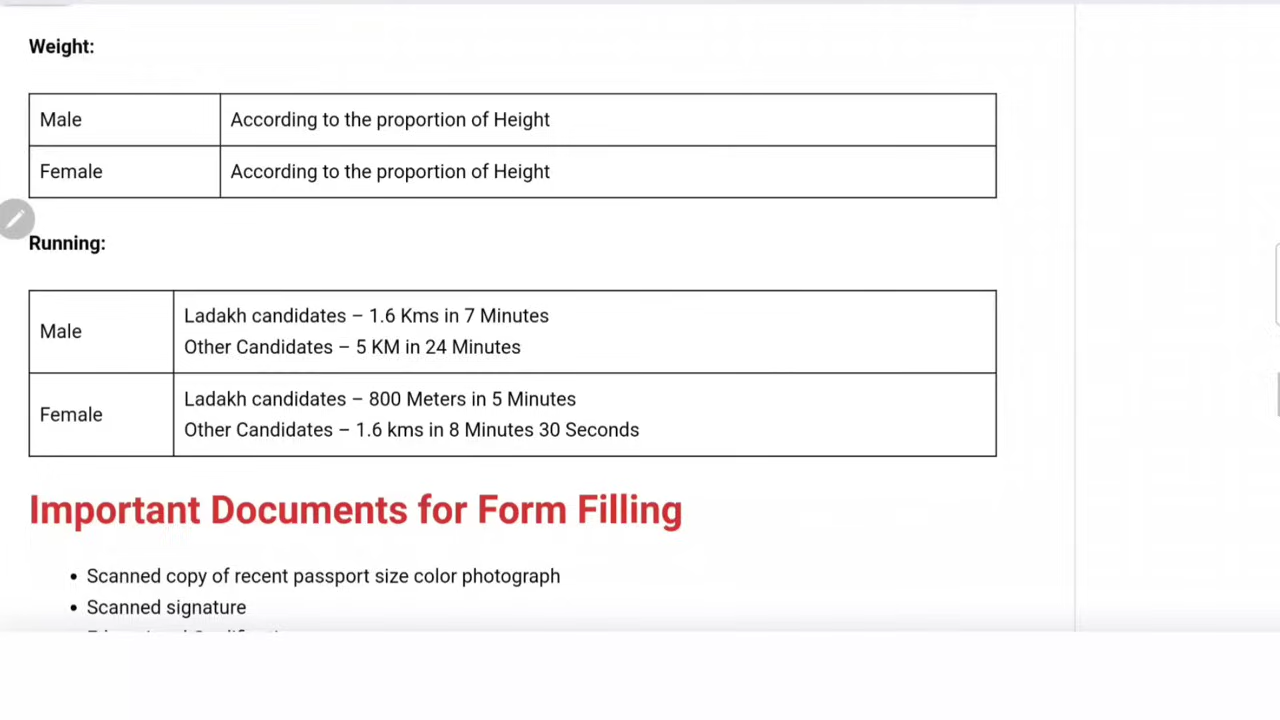 Weight:
Male
According to the proportion of Height
Female
According to the proportion of Height
Running:
Male
Ladakh candidates – 1.6 Kms in 7 Minutes
Other Candidates – 5 KM in 24 Minutes
Female
Ladakh candidates – 800 Meters in 5 Minutes
Other Candidates – 1.6 kms in 8 Minutes 30 Seconds
Important Documents for Form Filling
• Scanned copy of recent passport size color photograph
• Scanned signature